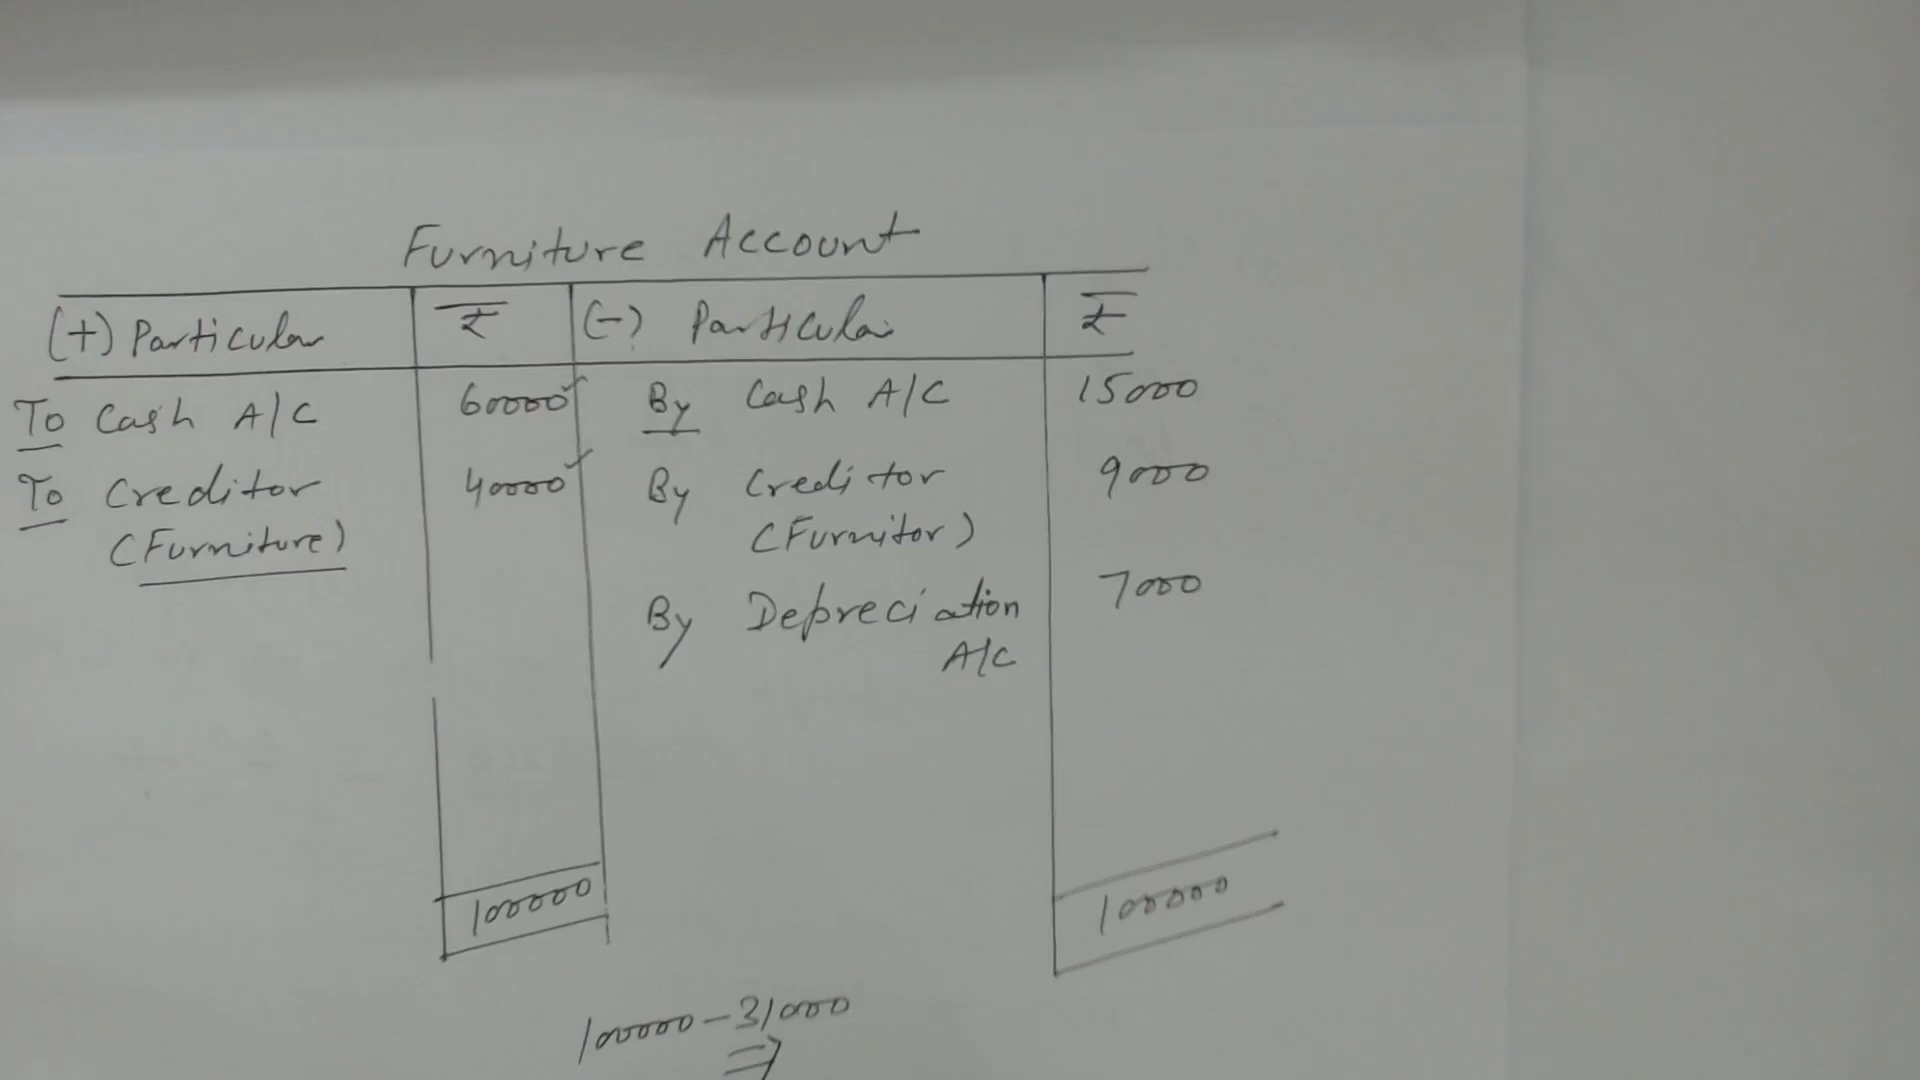 Furniture Account
(+) Particular ₹ (-) Particular ₹
To Cash A/C 60000 By Cash A/C 15000
To Creditor 40000 By Creditor 9000
(Furniture) (Furnitor)
By Depreciation 7000
A/C
100000 100000
100000-31000
=